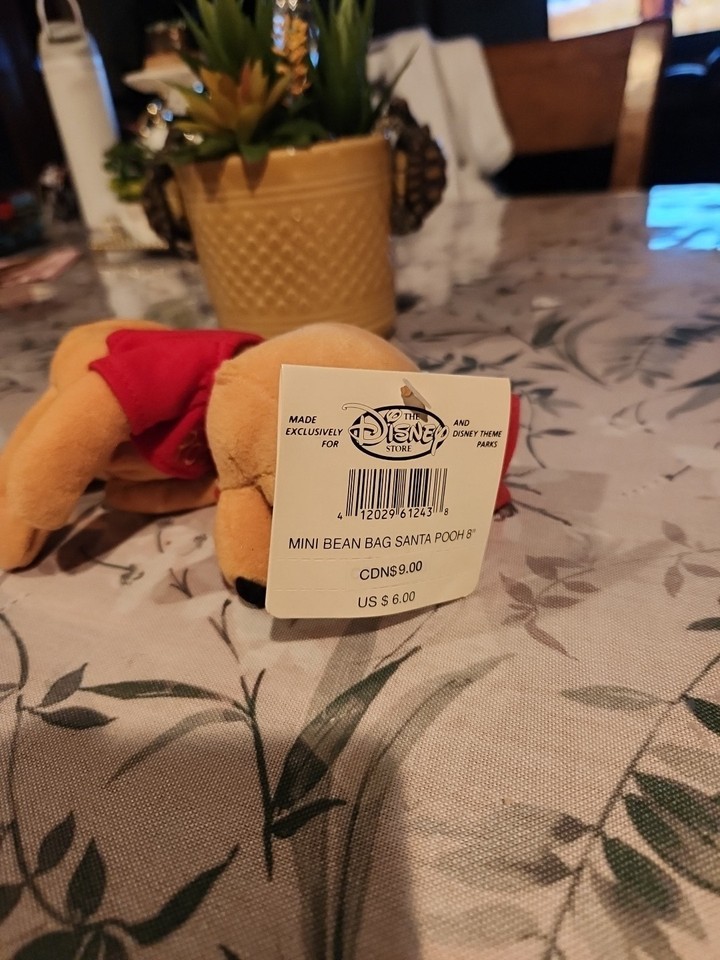 MADE
EXCLUSIVELY
FOR
THE
DISNEY
STORE
AND
DISNEY THEME
PARKS
4 12029 61243 8
MINI BEAN BAG SANTA POOH 8"
CDN$9.00
US $ 6.00